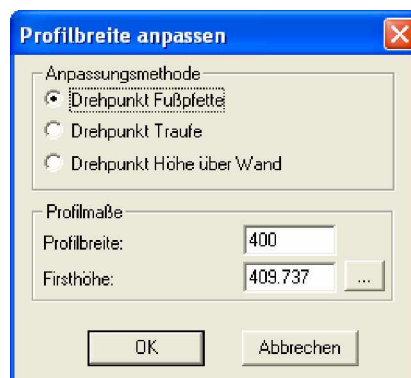 Profilbreite anpassen
Anpassungsmethode
Drehpunkt Fußpfette
Drehpunkt Traufe
Drehpunkt Höhe über Wand
Profilmaße
Profilbreite: 400
Firsthöhe: 409.737 ...
OK Abbrechen